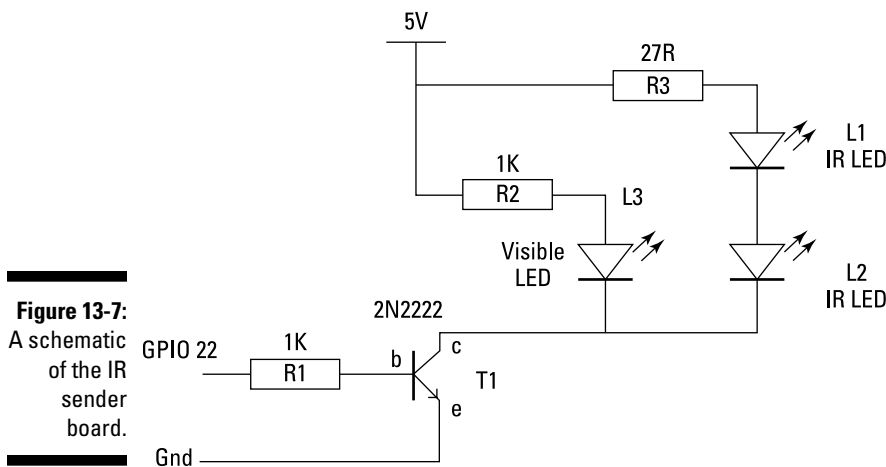 5V
27R
R3
L1
IR LED
1K
R2
L3
Visible
LED
L2
IR LED
Figure 13-7:
A schematic
of the IR
sender
board.
2N2222
GPIO 22
1K
R1
b
c
T1
e
Gnd